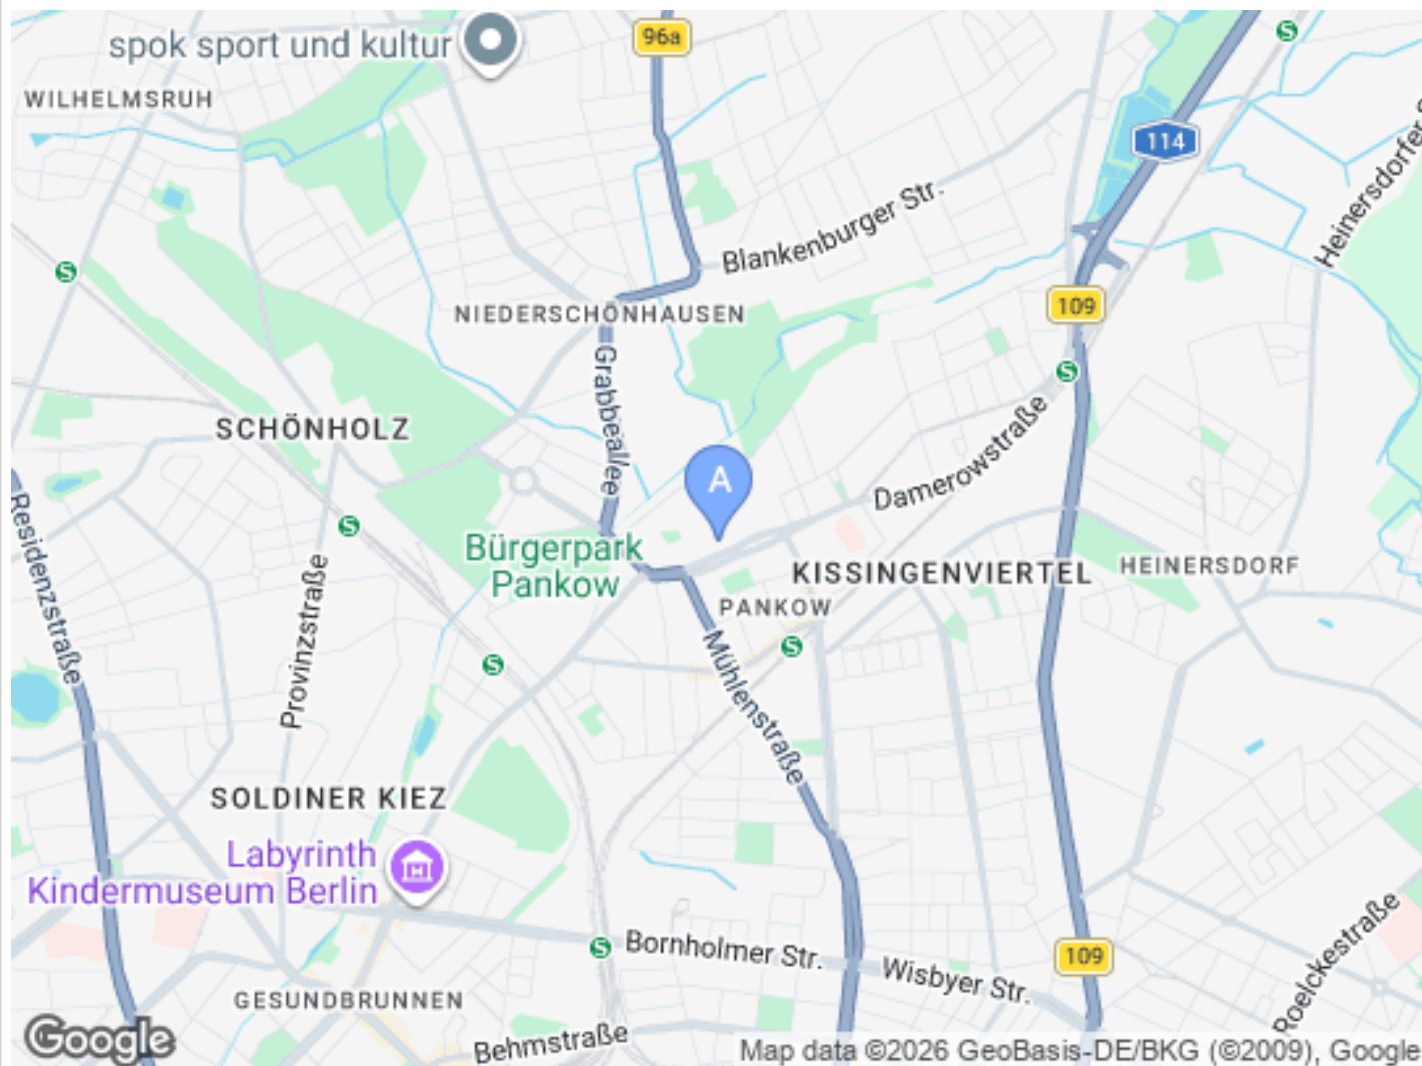 spok sport und kultur
96a
WILHELMSRUH
114
Heinersdorfer
Blankenburger Str.
109
NIEDERSCHÖNHAUSEN
Grabbeallee
SCHÖNHOLZ
A
Damerowstraße
Residenzstraße
Bürgerpark
Pankow
KISSINGENVIERTEL
HEINERSDORF
PANKOW
Provinzstraße
Mühlenstraße
SOLDINER KIEZ
Labyrinth
Kindermuseum Berlin
Bornholmer Str.
Wisbyer Str.
109
Roelckestraße
GESUNDBRUNNEN
Behmstraße
Google
Map data ©2026 GeoBasis-DE/BKG (©2009), Google
S
S
S
S
S
S
S